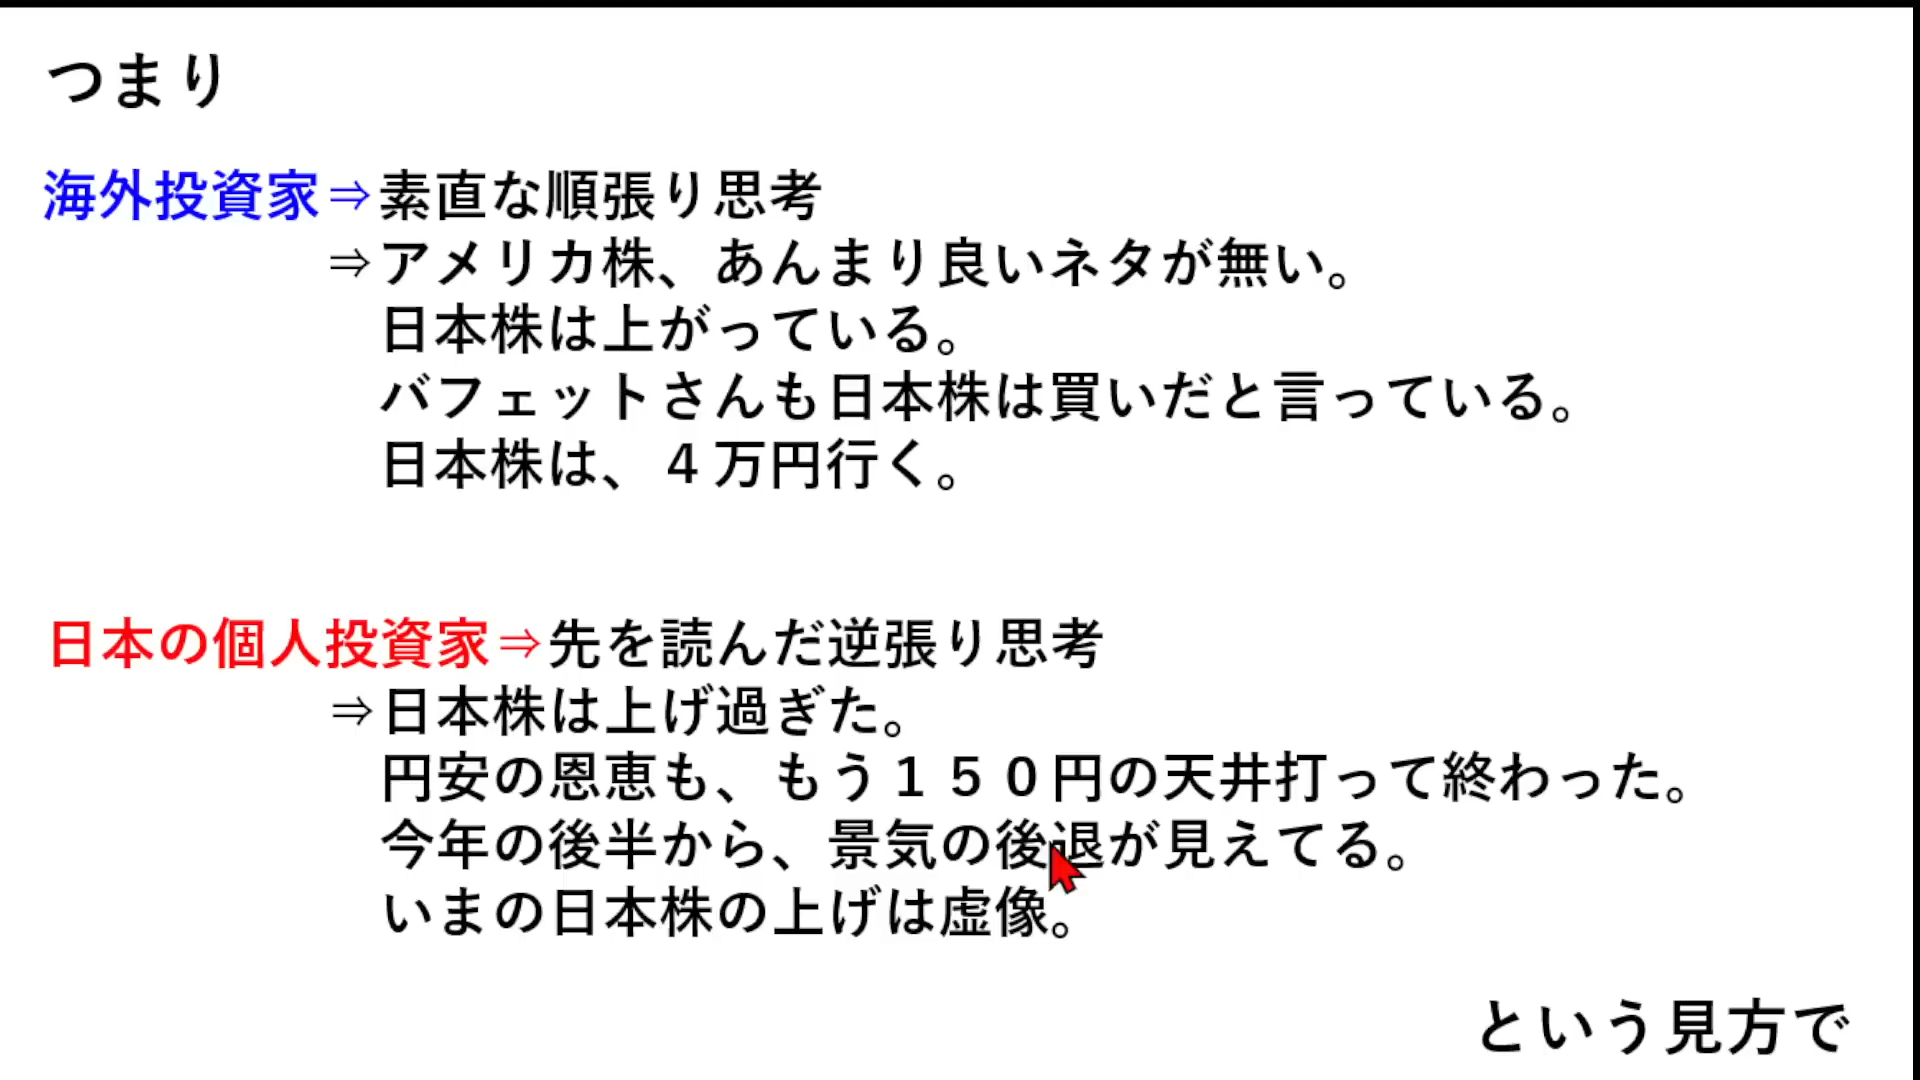 つまり
海外投資家⇒素直な順張り思考
⇒アメリカ株、あんまり良いネタが無い。
日本株は上がっている。
バフェットさんも日本株は買いだと言っている。
日本株は、４万円行く。
日本の個人投資家⇒先を読んだ逆張り思考
⇒日本株は上げ過ぎた。
円安の恩恵も、もう１５０円の天井打って終わった。
今年の後半から、景気の後退が見えてる。
いまの日本株の上げは虚像。
という見方で